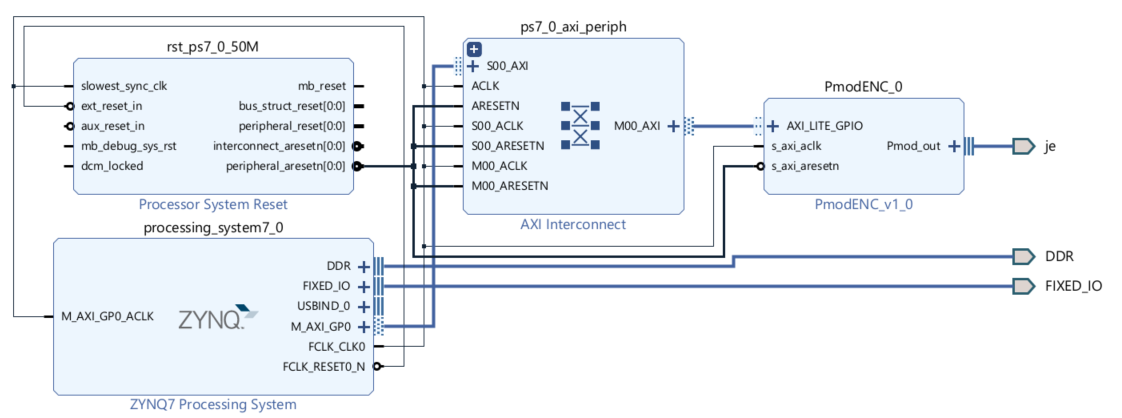 rst_ps7_0_50M
slowest_sync_clk
ext_reset_in
aux_reset_in
mb_debug_sys_rst
dcm_locked
mb_reset
bus_struct_reset[0:0]
peripheral_reset[0:0]
interconnect_aresetn[0:0]
peripheral_aresetn[0:0]
Processor System Reset
ps7_0_axi_periph
S00_AXI
ACLK
ARESETN
S00_ACLK
S00_ARESETN
M00_ACLK
M00_ARESETN
M00_AXI
AXI Interconnect
PmodENC_0
AXI_LITE_GPIO
s_axi_aclk
s_axi_aresetn
Pmod_out
PmodENC_v1_0
je
processing_system7_0
M_AXI_GP0_ACLK
ZYNQ.
DDR
FIXED_IO
USBIND_0
M_AXI_GP0
FCLK_CLK0
FCLK_RESET0_N
ZYNQ7 Processing System
DDR
FIXED_IO